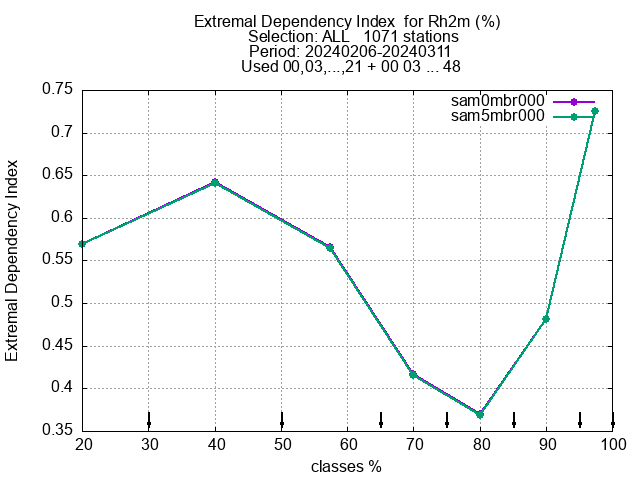 Extremal Dependency Index  for Rh2m (%)
Selection: ALL   1071 stations
Period: 20240206-20240311
Used 00,03,...,21 + 00 03 ... 48
sam0mbr000
sam5mbr000
Extremal Dependency Index
0.75
0.7
0.65
0.6
0.55
0.5
0.45
0.4
0.35
20 30 40 50 60 70 80 90 100
classes %